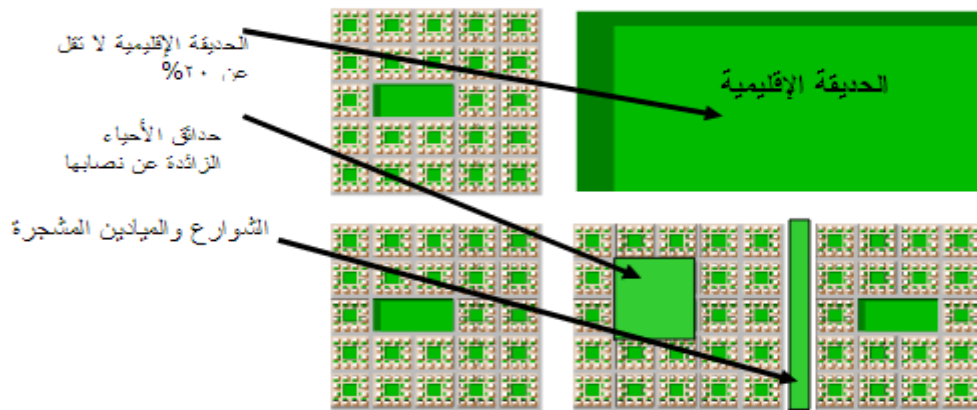 الحديقة الإقليمية لا تقل
عن ٢٠%
الحديقة الإقليمية
حدائق الأحياء
الزائدة عن نصابها
الشوارع والميادين المشجرة